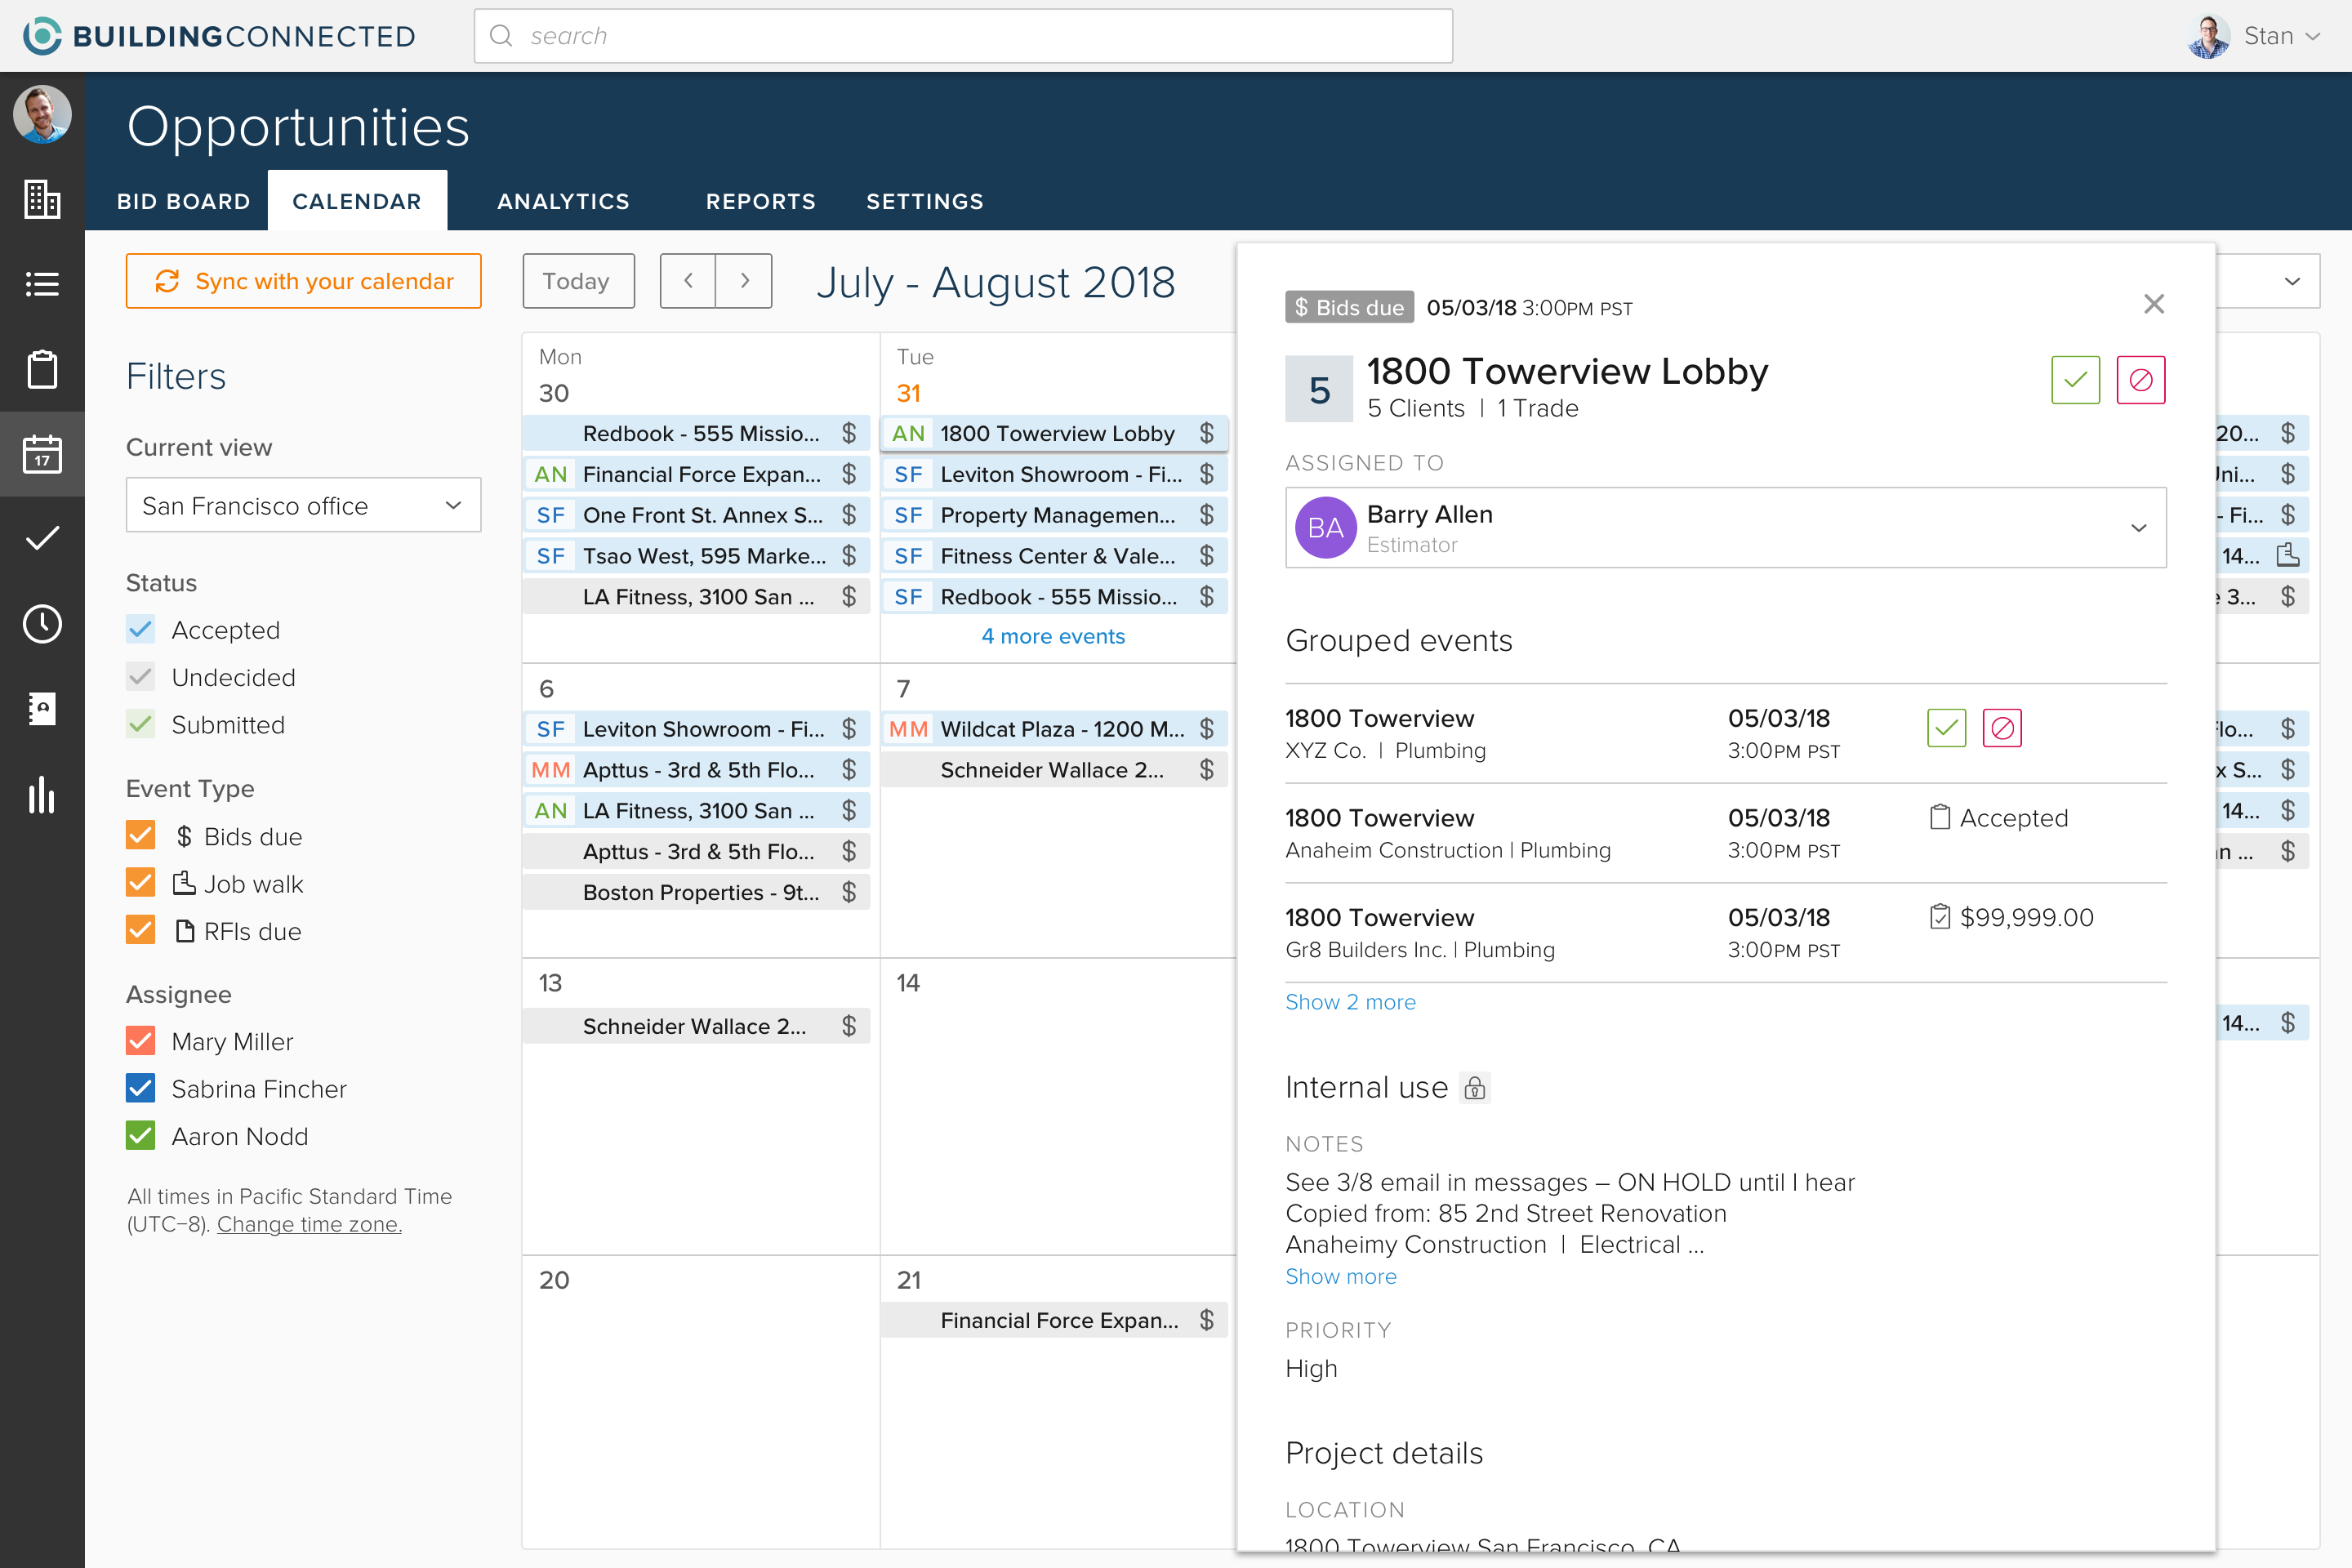 BUILDINGCONNECTED
search
Stan
Opportunities
BID BOARD
CALENDAR
ANALYTICS
REPORTS
SETTINGS
17
Sync with your calendar
Filters
Current view
San Francisco office
Status
Accepted
Undecided
Submitted
Event Type
$ Bids due
Job walk
RFIs due
Assignee
Mary Miller
Sabrina Fincher
Aaron Nodd
All times in Pacific Standard Time
(UTC–8). Change time zone.
Today
July - August 2018
Mon
30
Redbook - 555 Missio... $
AN Financial Force Expan... $
SF One Front St. Annex S... $
SF Tsao West, 595 Marke... $
LA Fitness, 3100 San ... $
Tue
31
AN 1800 Towerview Lobby $
SF Leviton Showroom - Fi... $
SF Property Managemen... $
SF Fitness Center & Vale... $
SF Redbook - 555 Missio... $
4 more events
6
SF Leviton Showroom - Fi... $
MM Apttus - 3rd & 5th Flo... $
AN LA Fitness, 3100 San ... $
Apttus - 3rd & 5th Flo... $
Boston Properties - 9t... $
7
MM Wildcat Plaza - 1200 M... $
Schneider Wallace 2... $
13
Schneider Wallace 2... $
14
20
21
Financial Force Expan... $
$ Bids due 05/03/18 3:00PM PST
5
1800 Towerview Lobby
5 Clients | 1 Trade
ASSIGNED TO
BA
Barry Allen
Estimator
Grouped events
1800 Towerview 05/03/18
XYZ Co. | Plumbing 3:00PM PST
1800 Towerview 05/03/18 Accepted
Anaheim Construction | Plumbing 3:00PM PST
1800 Towerview 05/03/18 $99,999.00
Gr8 Builders Inc. | Plumbing 3:00PM PST
Show 2 more
Internal use
NOTES
See 3/8 email in messages – ON HOLD until I hear
Copied from: 85 2nd Street Renovation
Anaheimy Construction | Electrical ...
Show more
PRIORITY
High
Project details
LOCATION
1800 Towerview San Francisco, CA
20... $
$
- Fi... $
14...
3... $
$
S... $
14... $
$
14... $